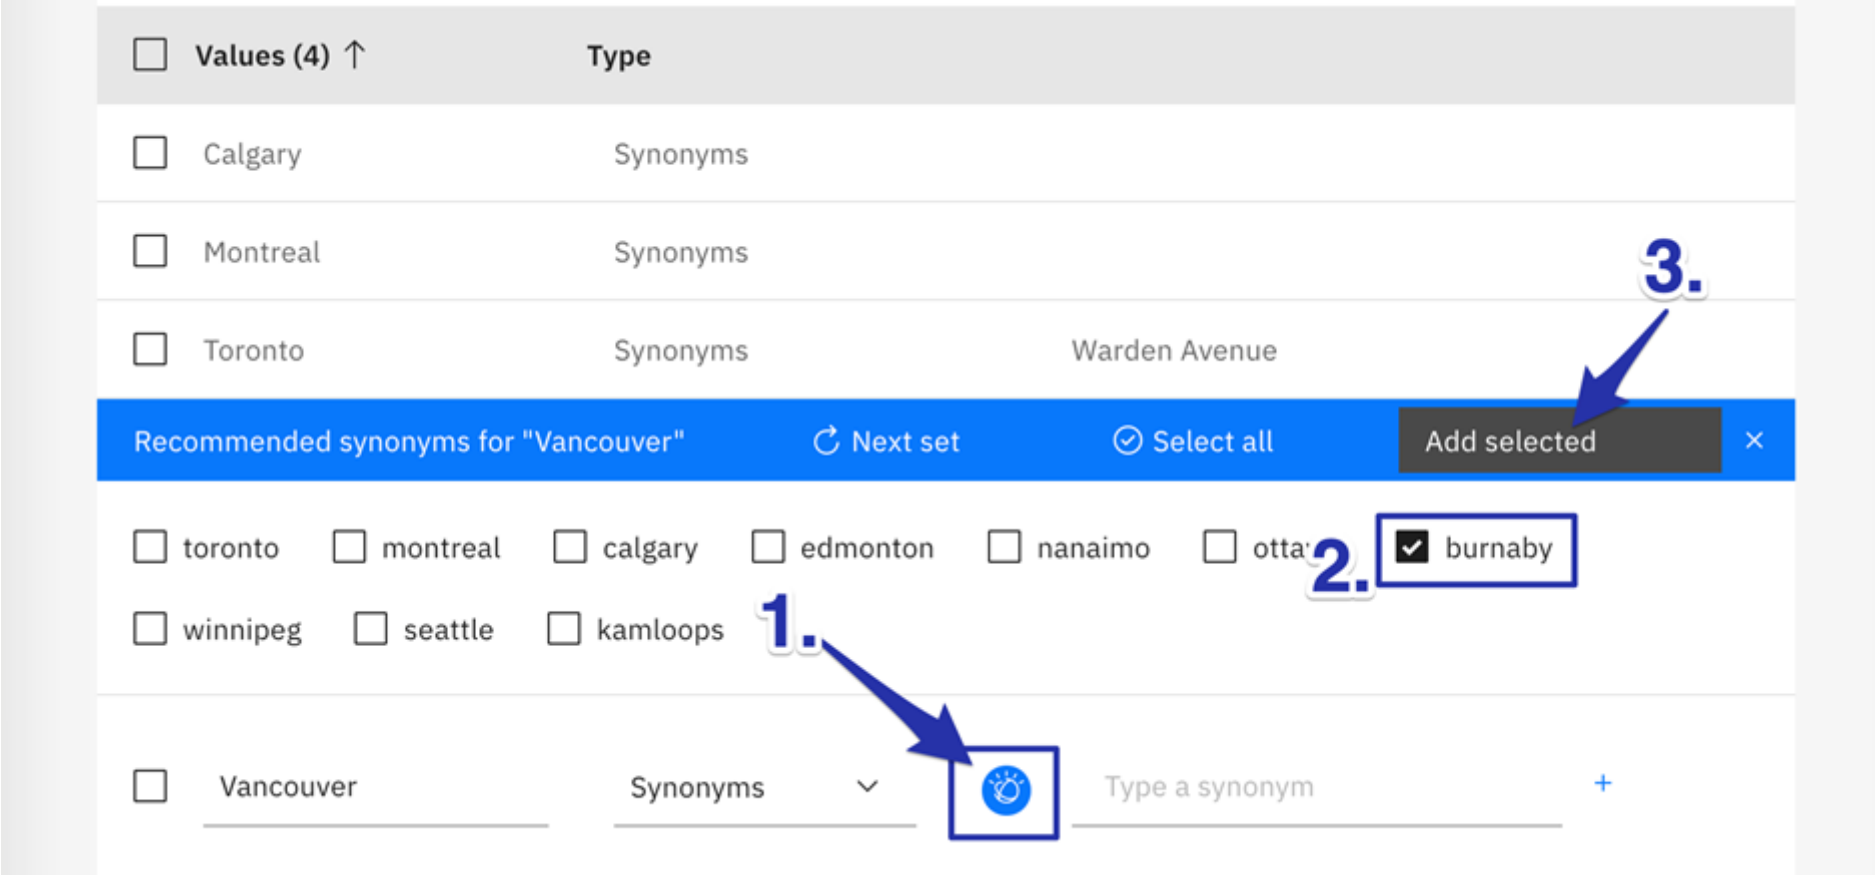 Values (4) ↑ Type
Calgary Synonyms
Montreal Synonyms
3.
Toronto Synonyms Warden Avenue
Recommended synonyms for "Vancouver" Next set Select all Add selected ×
toronto montreal calgary edmonton nanaimo 2. burnaby
winnipeg seattle kamloops 1.
Vancouver Synonyms Type a synonym +